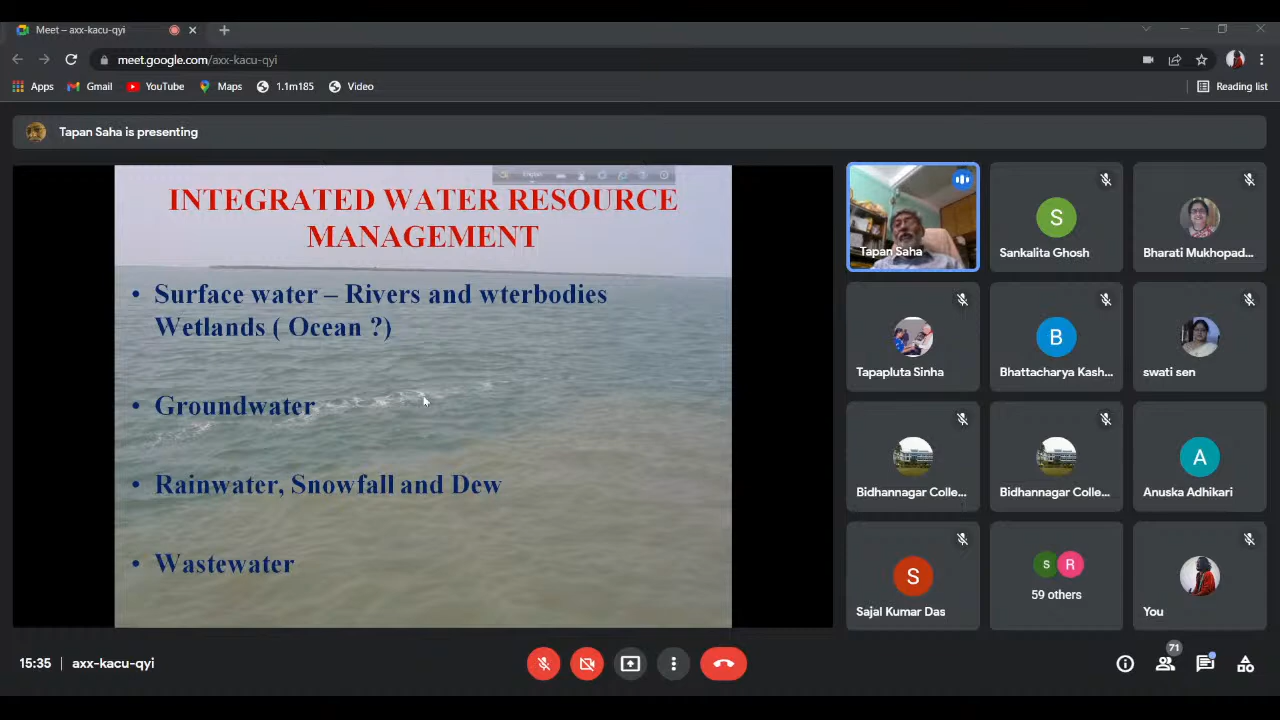 Meet – axx-kacu-qyi
meet.google.com/axx-kacu-qyi
Apps Gmail YouTube Maps 1.1m185 Video Reading list
Tapan Saha is presenting
INTEGRATED WATER RESOURCE
MANAGEMENT
• Surface water – Rivers and wterbodies
Wetlands ( Ocean ?)
• Groundwater
• Rainwater, Snowfall and Dew
• Wastewater
Tapan Saha
S
Sankalita Ghosh
Bharati Mukhopad...
Tapapluta Sinha
B
Bhattacharya Kash...
swati sen
Bidhannagar Colle...
Bidhannagar Colle...
A
Anuska Adhikari
S
Sajal Kumar Das
S R
59 others
You
15:35 | axx-kacu-qyi
71